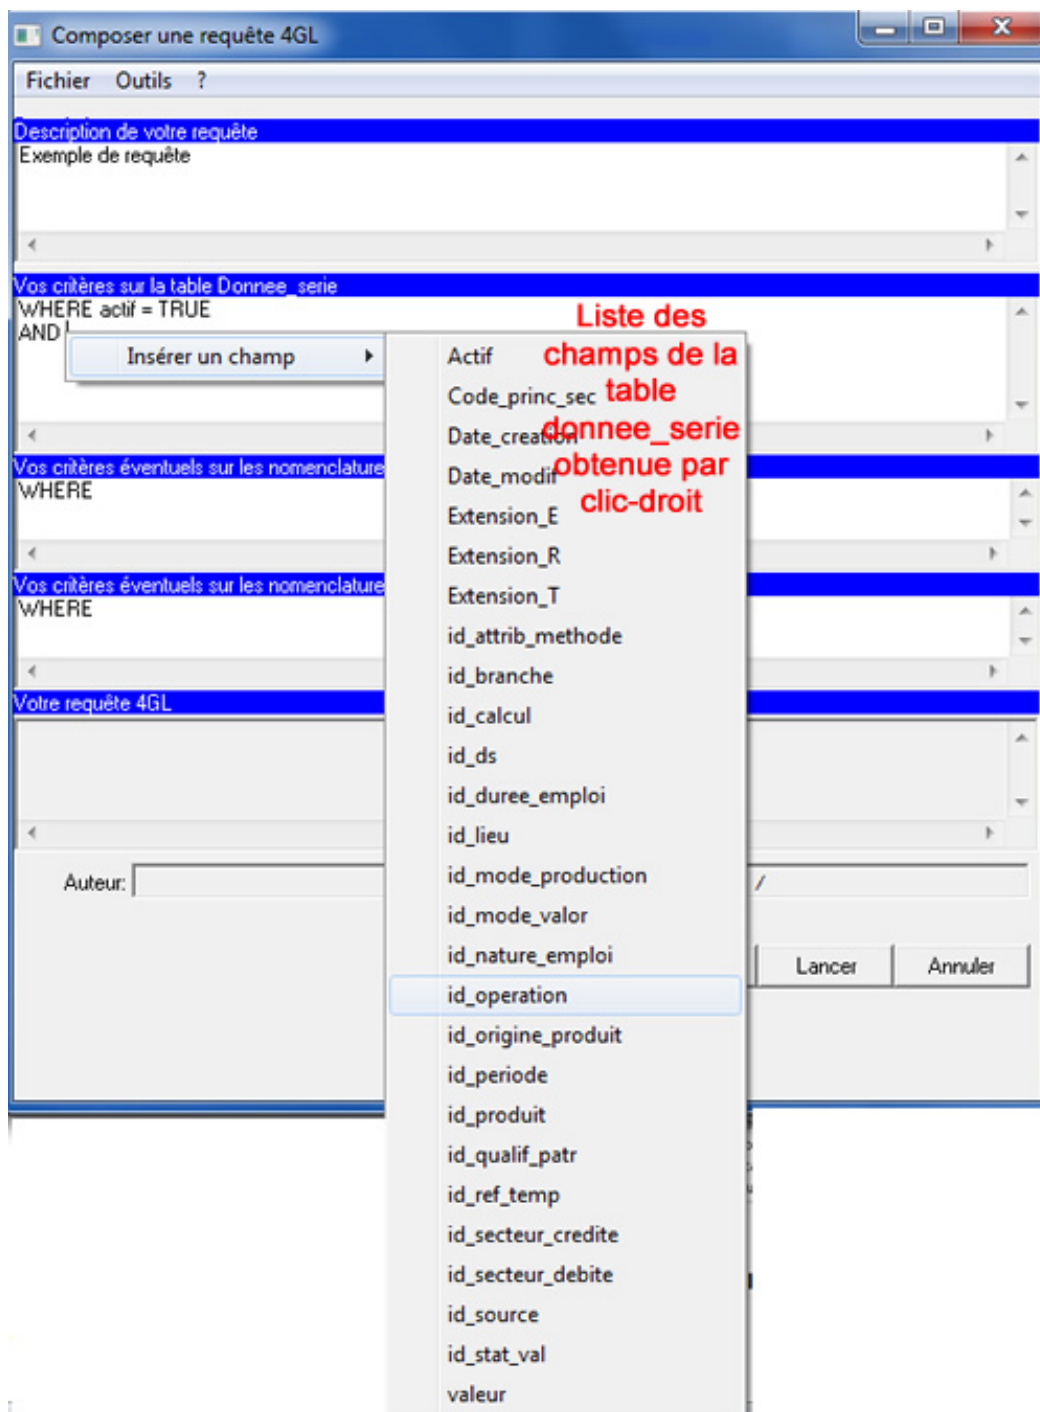 Composer une requête 4GL
Fichier Outils ?
Description de votre requête
Exemple de requête
Vos critères sur la table Donnee_serie
WHERE actif = TRUE
AND
Insérer un champ
Liste des
champs de la
table
donnee_serie
obtenue par
clic-droit
Actif
Code_princ_sec
Date_creation
Date_modif
Extension_E
Extension_R
Extension_T
id_attrib_methode
id_branche
id_calcul
id_ds
id_duree_emploi
id_lieu
id_mode_production
id_mode_valor
id_nature_emploi
id_operation
id_origine_produit
id_periode
id_produit
id_qualif_patr
id_ref_temp
id_secteur_credite
id_secteur_debite
id_source
id_stat_val
valeur
Vos critères éventuels sur les nomenclature
WHERE
Vos critères éventuels sur les nomenclature
WHERE
Votre requête 4GL
Auteur: /
Lancer Annuler